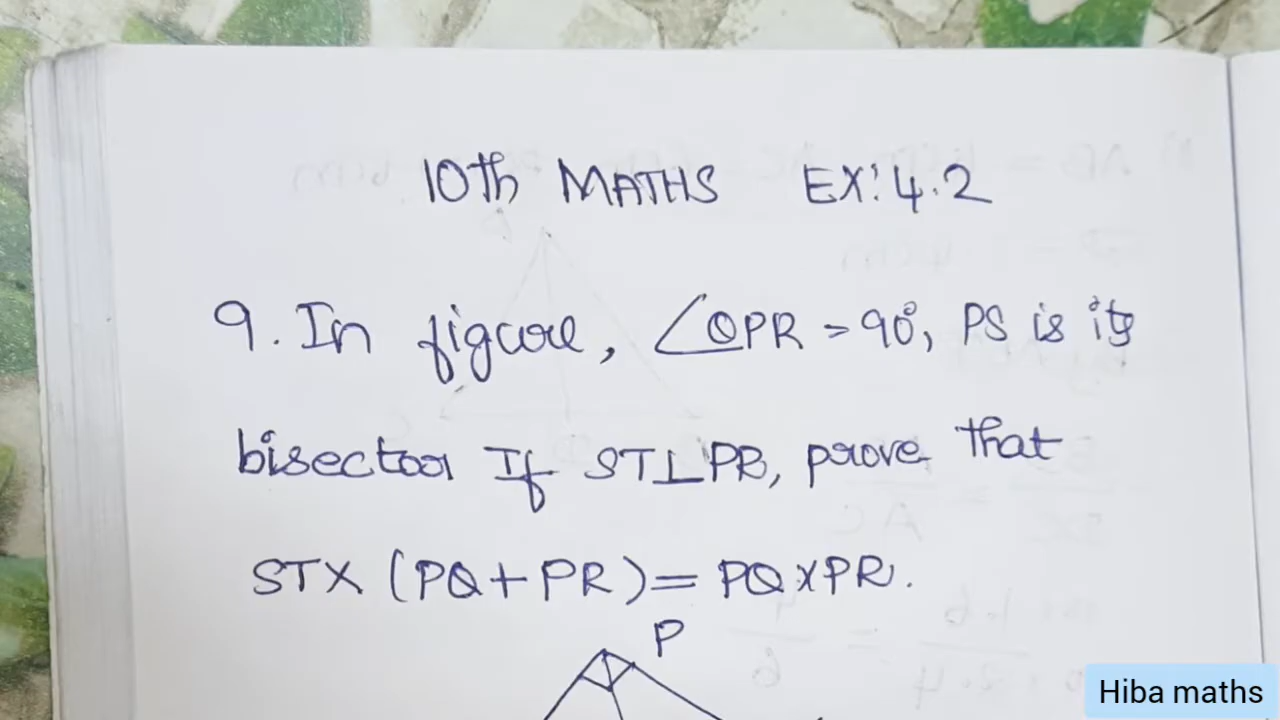 10th MATHS EX: 4.2
9. In figure, ∠QPR = 90°, PS is its
bisector If ST⊥PR, prove that
STX (PQ + PR) = PQ X PR.
P
Hiba maths